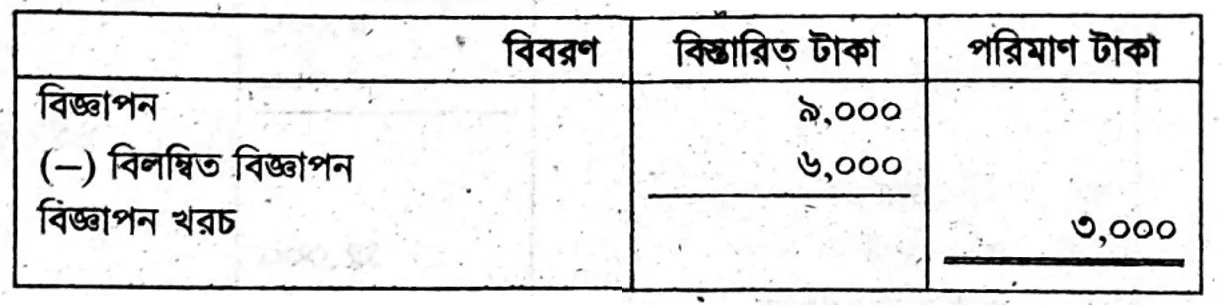 বিবরণ বিস্তারিত টাকা পরিমাণ টাকা
বিজ্ঞাপন ৯,০০০
(–) বিলম্বিত বিজ্ঞাপন ৬,০০০
বিজ্ঞাপন খরচ ৩,০০০